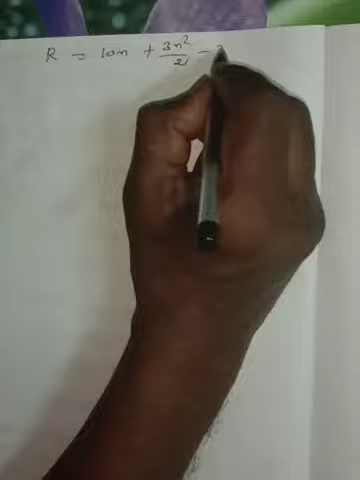 R = 10n + 3n²/2 -